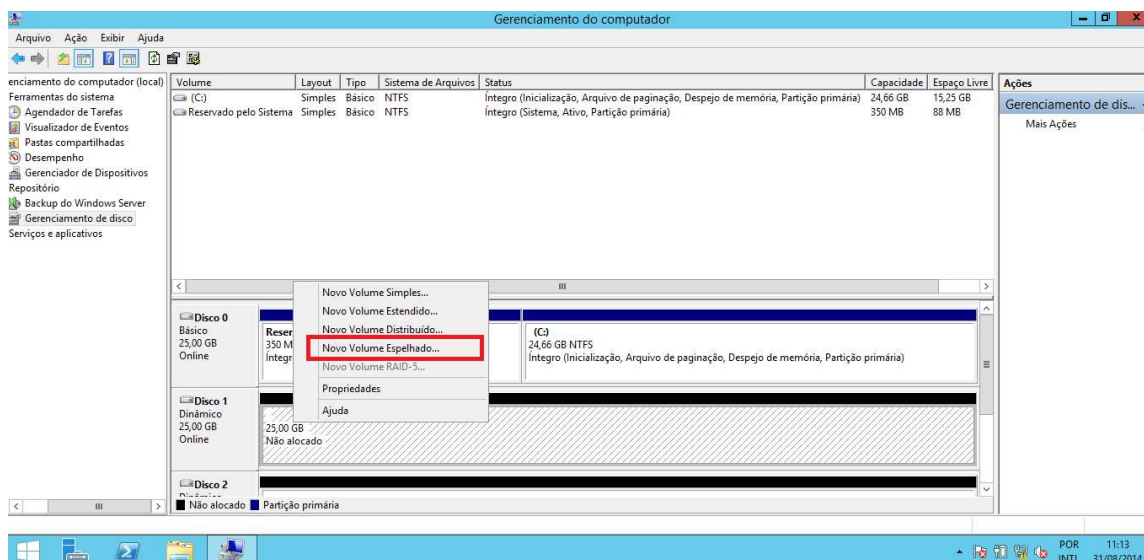 Gerenciamento do computador
Arquivo Ação Exibir Ajuda
enciamento do computador (local)
Ferramentas do sistema
Agendador de Tarefas
Visualizador de Eventos
Pastas compartilhadas
Desempenho
Gerenciador de Dispositivos
Repositório
Backup do Windows Server
Gerenciamento de disco
Serviços e aplicativos
Volume Layout Tipo Sistema de Arquivos Status Capacidade Espaço Livre
(C:) Simples Básico NTFS Íntegro (Inicialização, Arquivo de paginação, Despejo de memória, Partição primária) 24,66 GB 15,25 GB
Reservado pelo Sistema Simples Básico NTFS Íntegro (Sistema, Ativo, Partição primária) 350 MB 88 MB
Ações
Gerenciamento de dis...
Mais Ações
Novo Volume Simples...
Novo Volume Estendido...
Novo Volume Distribuído...
Novo Volume Espelhado...
Novo Volume RAID-5...
Propriedades
Ajuda
Disco 0
Básico
25,00 GB
Online
Reser
350 M
Íntegr
(C:)
24,66 GB NTFS
Íntegro (Inicialização, Arquivo de paginação, Despejo de memória, Partição primária)
Disco 1
Dinâmico
25,00 GB
Online
25,00 GB
Não alocado
Disco 2
Não alocado Partição primária
POR 11:13
INTL 31/08/2014